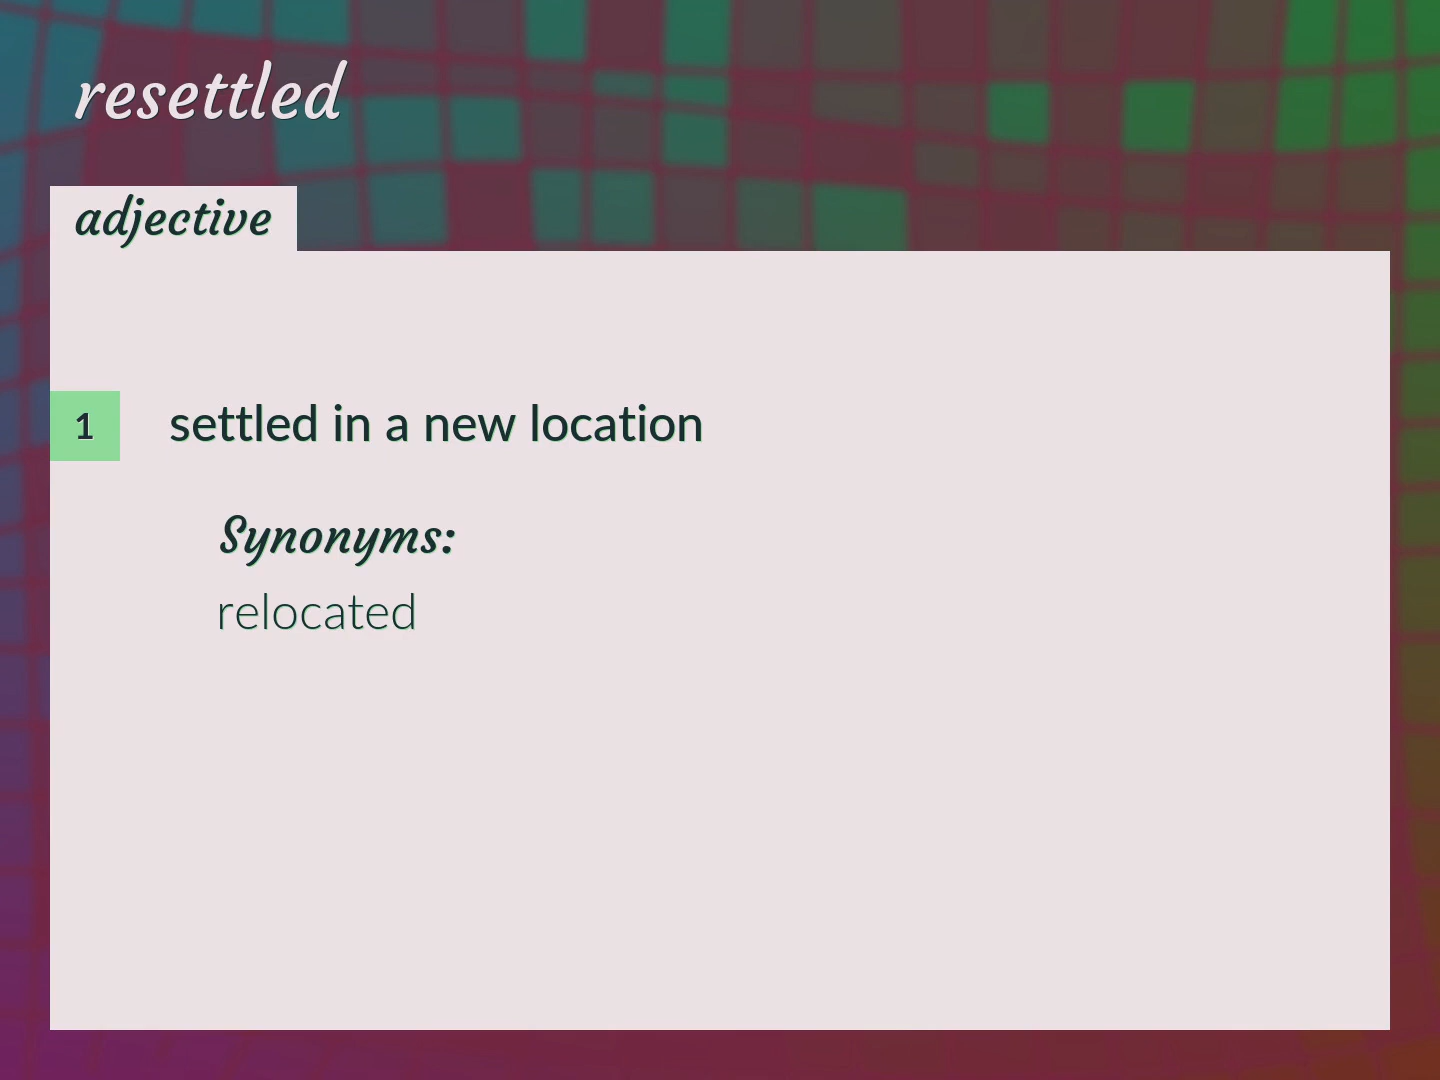 resettled
adjective
1 settled in a new location
Synonyms:
relocated